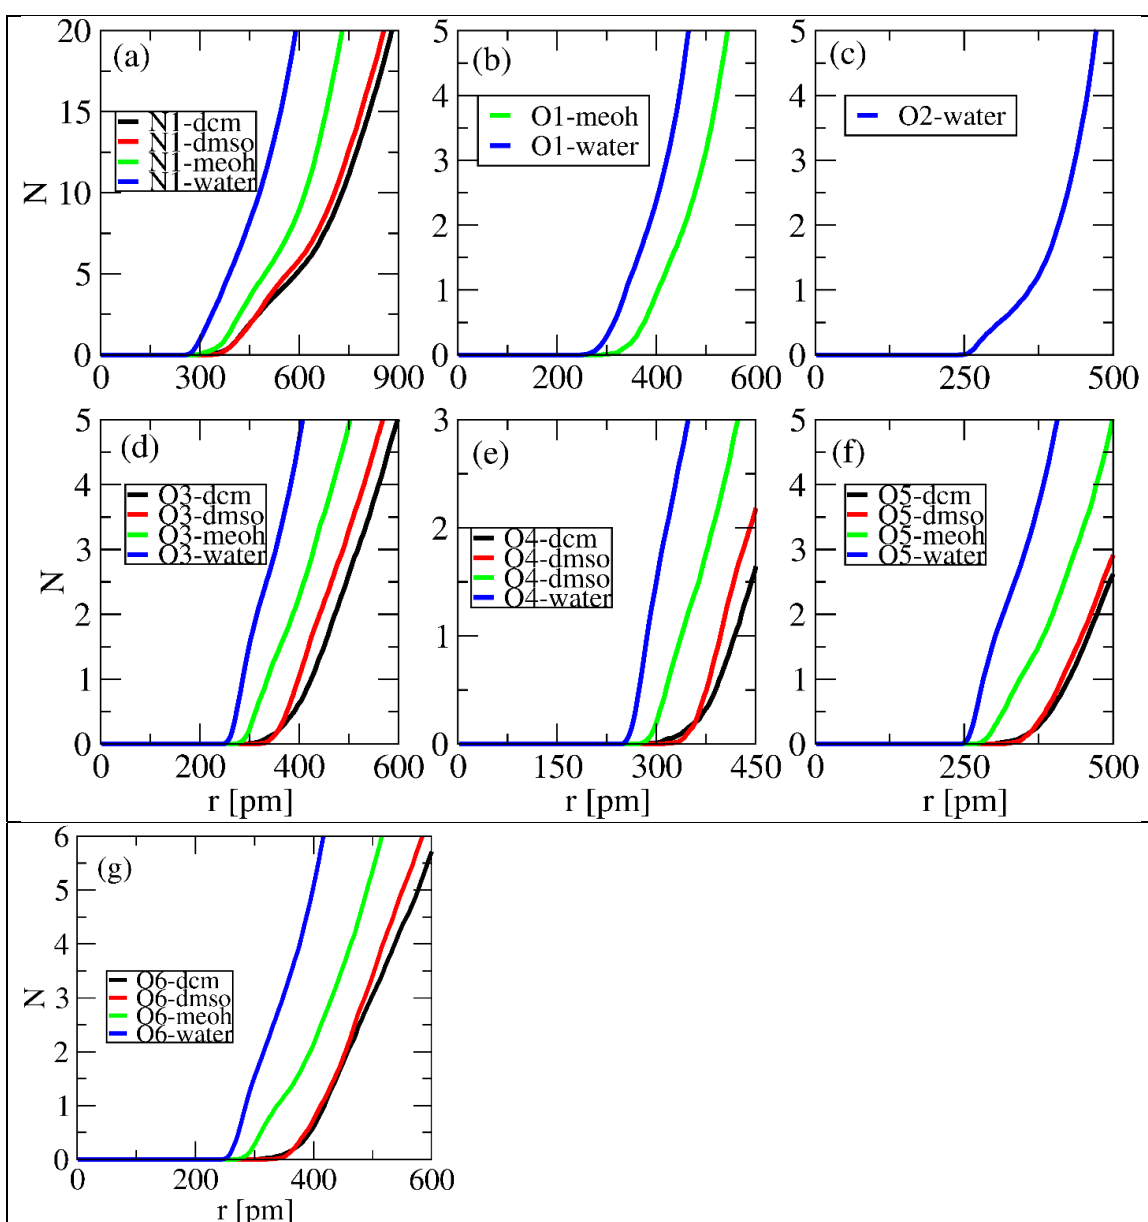 (a)
N
20
15
10
5
0
N1-dcm
N1-dmso
N1-meoh
N1-water
0 300 600 900
(b)
5
4
3
2
1
0
O1-meoh
O1-water
0 200 400 600
(c)
5
4
3
2
1
0
O2-water
0 250 500
(d)
N
5
4
3
2
1
0
O3-dcm
O3-dmso
O3-meoh
O3-water
0 200 400 600
r [pm]
(e)
3
2
1
0
O4-dcm
O4-dmso
O4-dmso
O4-water
0 150 300 450
r [pm]
(f)
5
4
3
2
1
0
O5-dcm
O5-dmso
O5-meoh
O5-water
0 250 500
r [pm]
(g)
N
6
5
4
3
2
1
0
O6-dcm
O6-dmso
O6-meoh
O6-water
0 200 400 600
r [pm]